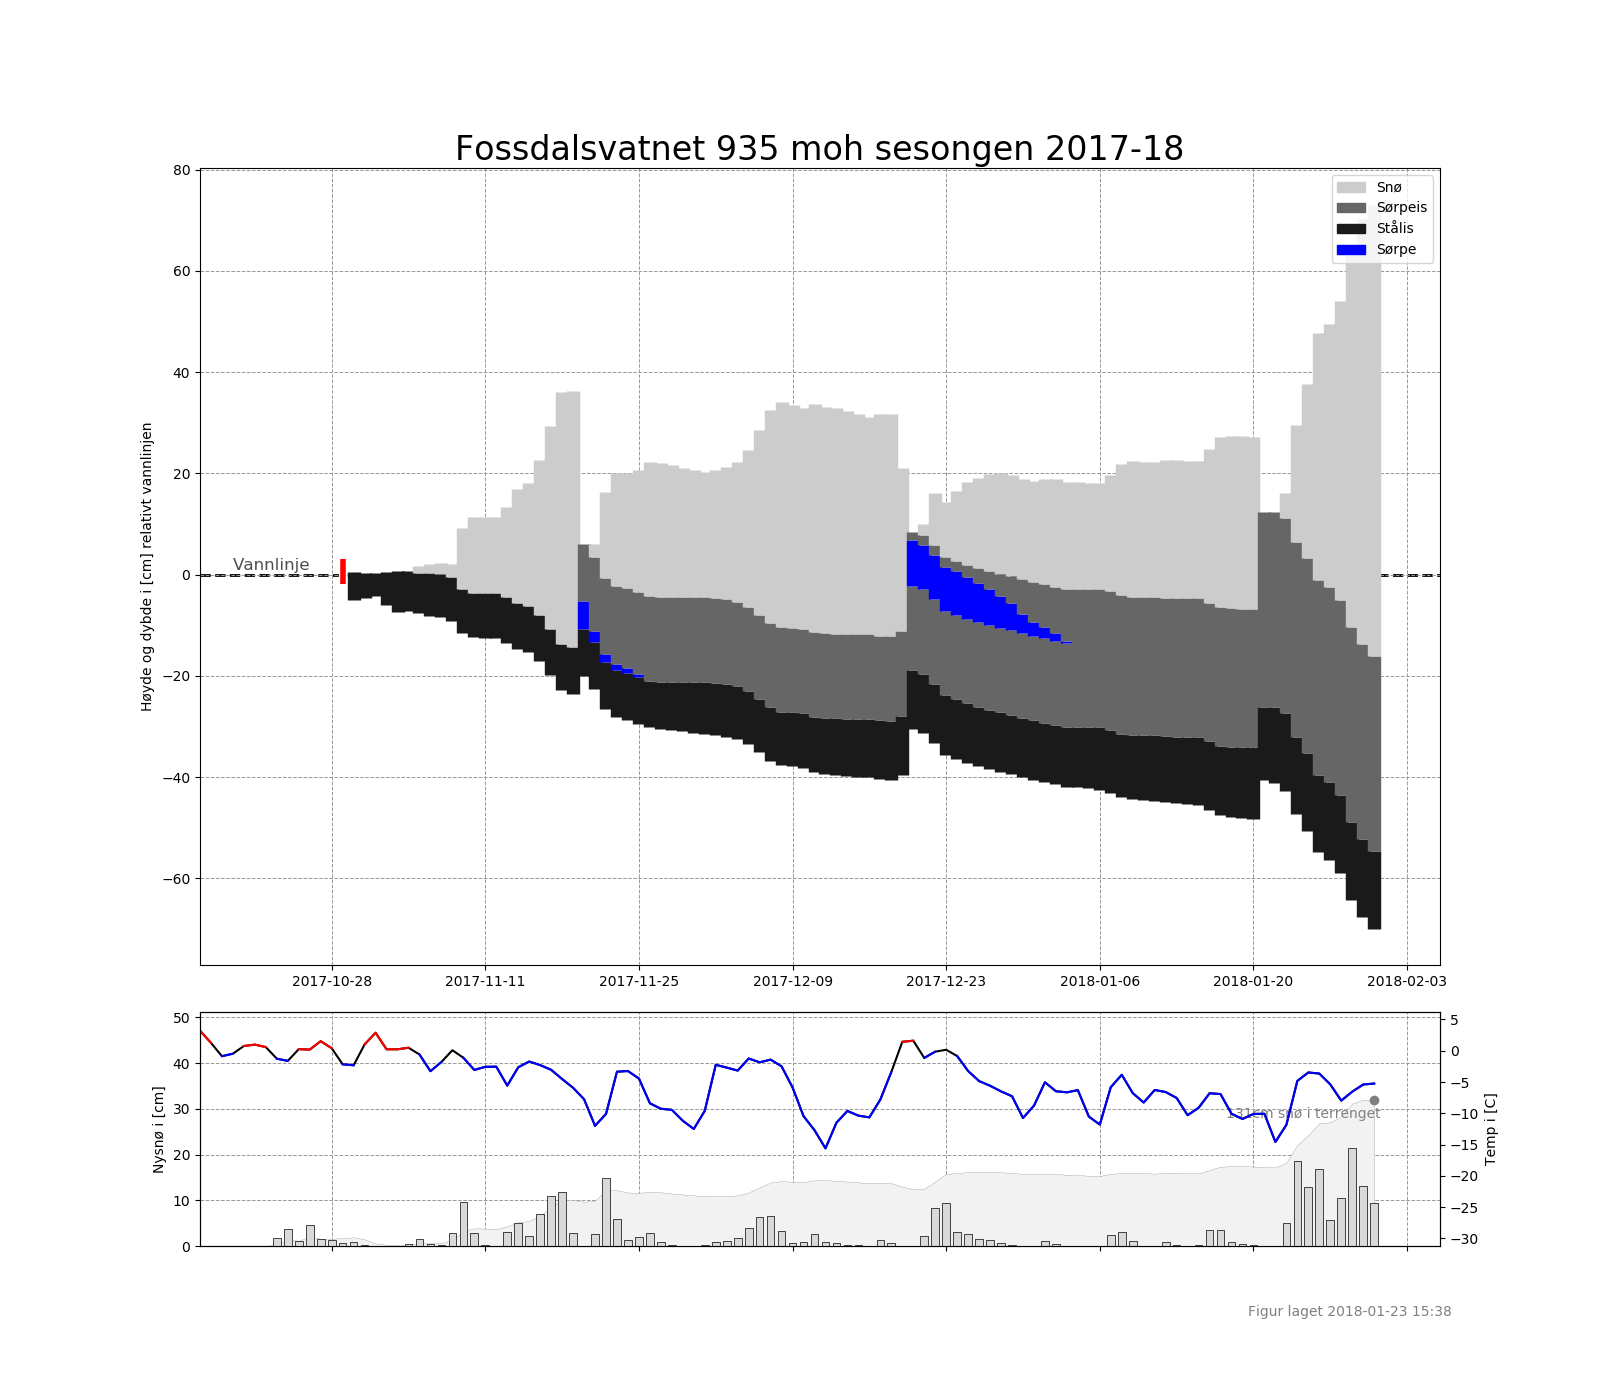 Fossdalsvatnet 935 moh sesongen 2017-18
80
60
40
20
0
−20
−40
−60
Høyde og dybde i [cm] relativt vannlinjen
Vannlinje
Snø
Sørpeis
Stålis
Sørpe
2017-10-28
2017-11-11
2017-11-25
2017-12-09
2017-12-23
2018-01-06
2018-01-20
2018-02-03
50
40
30
20
10
0
Nysnø i [cm]
131cm snø i terrenget
5
0
−5
−10
−15
−20
−25
−30
Temp i [C]
Figur laget 2018-01-23 15:38